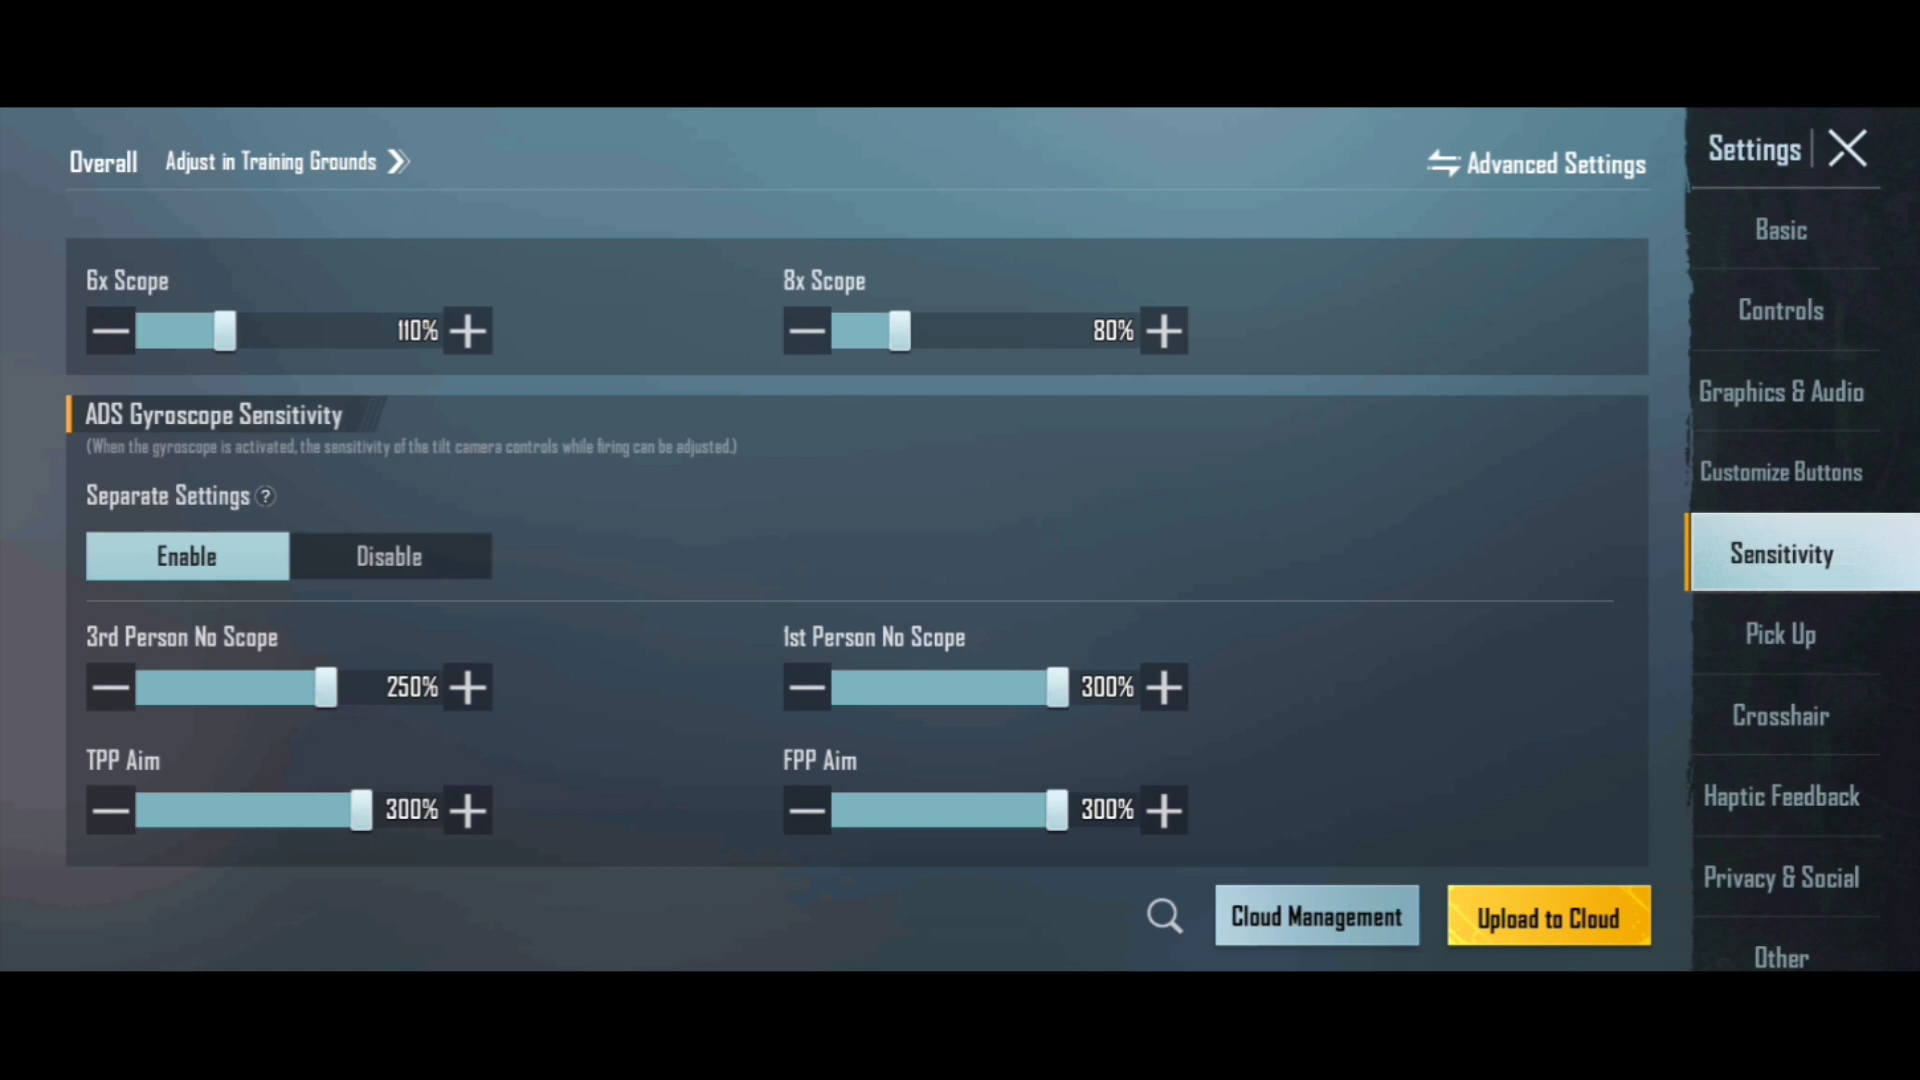 Overall Adjust in Training Grounds
Advanced Settings
Settings
6x Scope
110%
8x Scope
80%
ADS Gyroscope Sensitivity
(When the gyroscope is activated, the sensitivity of the tilt camera controls while firing can be adjusted.)
Separate Settings ?
Enable Disable
3rd Person No Scope
250%
1st Person No Scope
300%
TPP Aim
300%
FPP Aim
300%
Cloud Management
Upload to Cloud
Basic
Controls
Graphics & Audio
Customize Buttons
Sensitivity
Pick Up
Crosshair
Haptic Feedback
Privacy & Social
Other